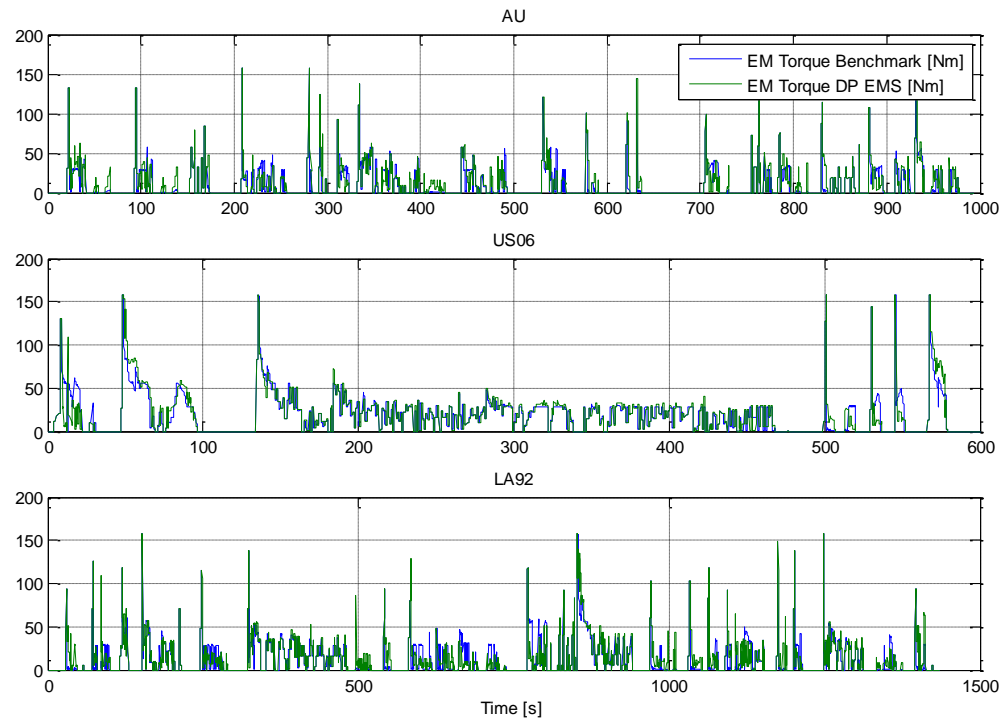 AU
200
150
100
50
0
EM Torque Benchmark [Nm]
EM Torque DP EMS [Nm]
0 100 200 300 400 500 600 700 800 900 1000
US06
200
150
100
50
0
0 100 200 300 400 500 600
LA92
200
150
100
50
0
0 500 1000 1500
Time [s]